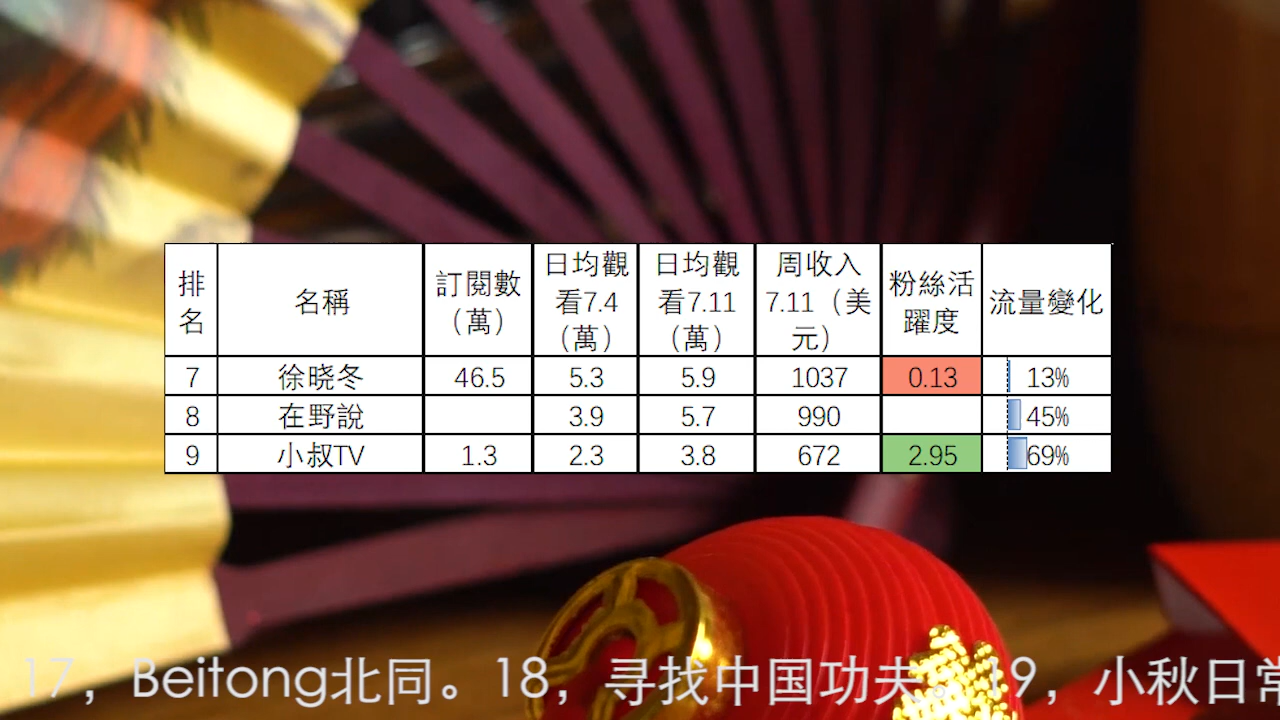 排名 名稱 訂閱數（萬） 日均觀看7.4（萬） 日均觀看7.11（萬） 周收入7.11（美元） 粉絲活躍度 流量變化
7 徐晓冬 46.5 5.3 5.9 1037 0.13 13%
8 在野說 3.9 5.7 990 45%
9 小叔TV 1.3 2.3 3.8 672 2.95 69%
17，Beitong北同。18，寻找中国功夫。19，小秋日常